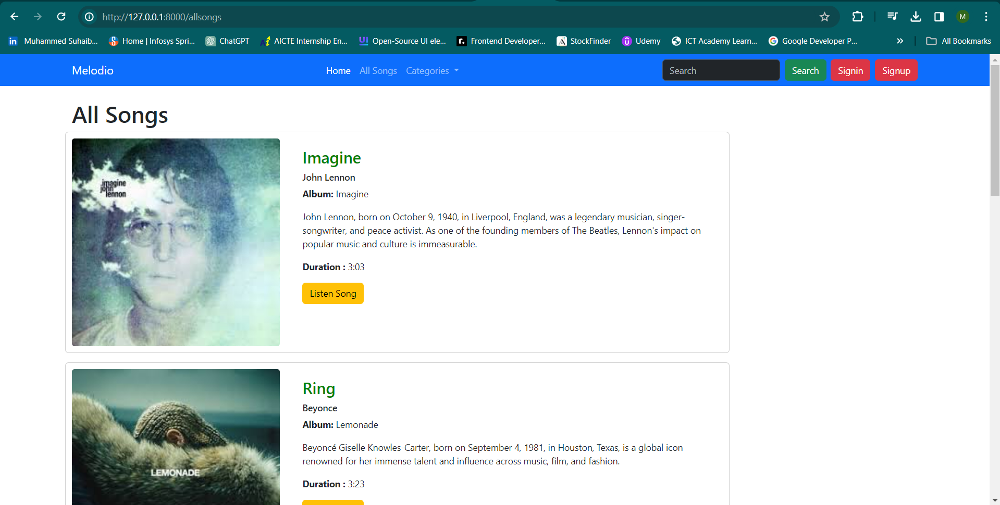 http://127.0.0.1:8000/allsongs
M
in Muhammed Suhaib... Home | Infosys Spri... ChatGPT AICTE Internship En... Open-Source UI ele... Frontend Developer... StockFinder Udemy ICT Academy Learn... Google Developer P... » All Bookmarks
Melodio Home All Songs Categories Search Search Signin Signup
All Songs
imagine
john
lennon
Imagine
John Lennon
Album: Imagine
John Lennon, born on October 9, 1940, in Liverpool, England, was a legendary musician, singer-
songwriter, and peace activist. As one of the founding members of The Beatles, Lennon's impact on
popular music and culture is immeasurable.
Duration : 3:03
Listen Song
LEMONADE
Ring
Beyonce
Album: Lemonade
Beyoncé Giselle Knowles-Carter, born on September 4, 1981, in Houston, Texas, is a global icon
renowned for her immense talent and influence across music, film, and fashion.
Duration : 3:23